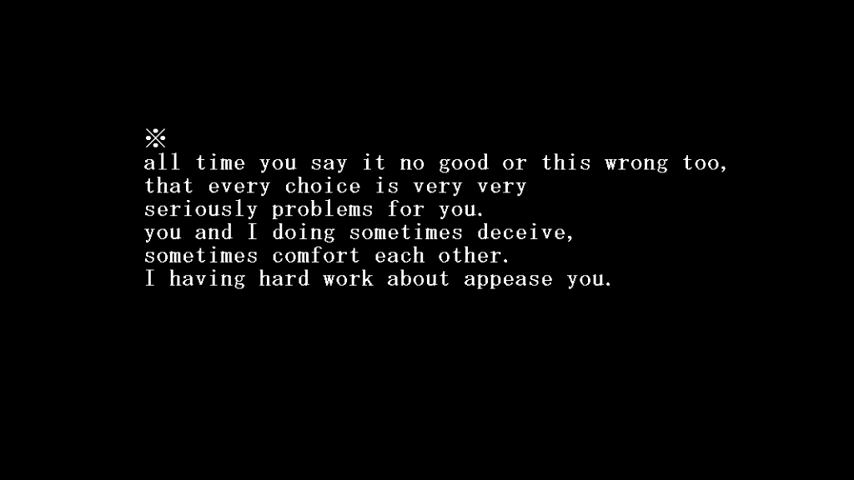 ※
all time you say it no good or this wrong too,
that every choice is very very
seriously problems for you.
you and I doing sometimes deceive,
sometimes comfort each other.
I having hard work about appease you.